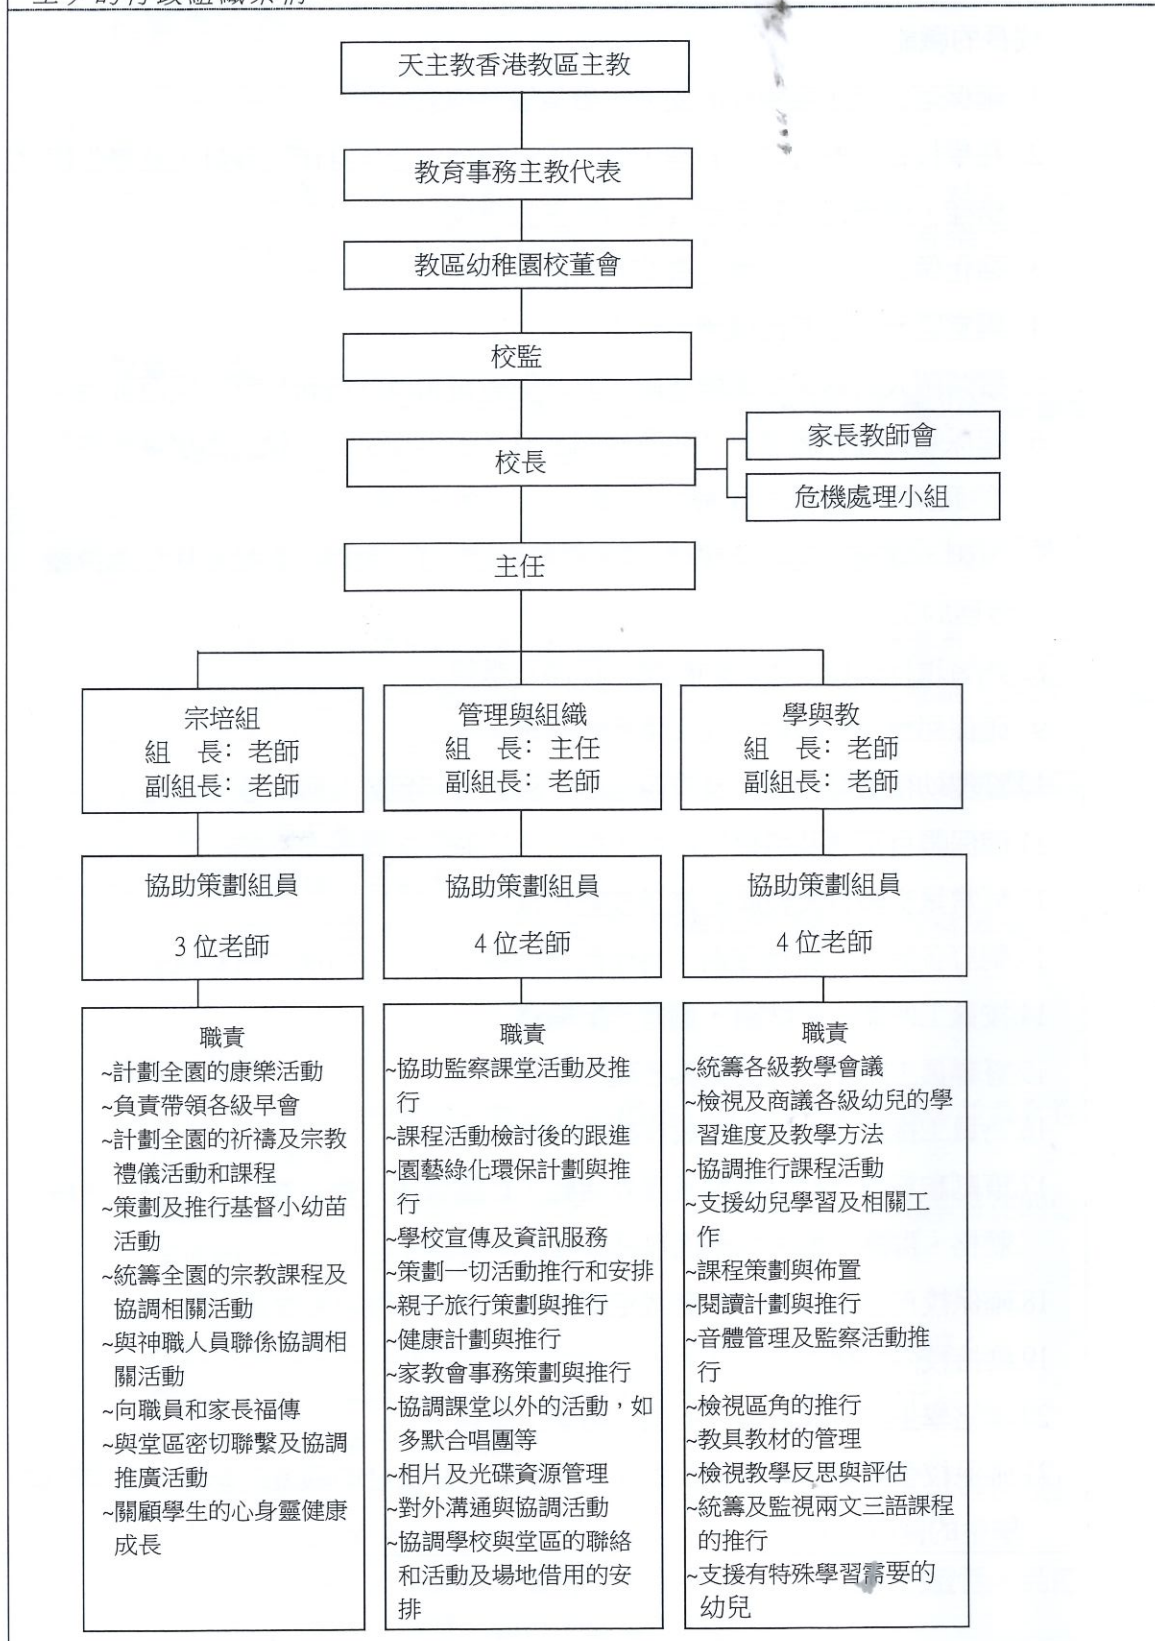 天主教香港教區主教
教育事務主教代表
教區幼稚園校董會
校監
校長
家長教師會
危機處理小組
主任
宗培組
組　長：老師
副組長：老師
管理與組織
組　長：主任
副組長：老師
學與教
組　長：老師
副組長：老師
協助策劃組員
3 位老師
協助策劃組員
4 位老師
協助策劃組員
4 位老師
職責
~計劃全園的康樂活動
~負責帶領各級早會
~計劃全園的祈禱及宗教
禮儀活動和課程
~策劃及推行基督小幼苗
活動
~統籌全園的宗教課程及
協調相關活動
~與神職人員聯係協調相
關活動
~向職員和家長福傳
~與堂區密切聯繫及協調
推廣活動
~關顧學生的心身靈健康
成長
職責
~協助監察課堂活動及推
行
~課程活動檢討後的跟進
~園藝綠化環保計劃與推
行
~學校宣傳及資訊服務
~策劃一切活動推行和安排
~親子旅行策劃與推行
~健康計劃與推行
~家教會事務策劃與推行
~協調課堂以外的活動，如
多默合唱團等
~相片及光碟資源管理
~對外溝通與協調活動
~協調學校與堂區的聯絡
和活動及場地借用的安
排
職責
~統籌各級教學會議
~檢視及商議各級幼兒的學
習進度及教學方法
~協調推行課程活動
~支援幼兒學習及相關工
作
~課程策劃與佈置
~閱讀計劃與推行
~音體管理及監察活動推
行
~檢視區角的推行
~教具教材的管理
~檢視教學反思與評估
~統籌及監視兩文三語課程
的推行
~支援有特殊學習需要的
幼兒